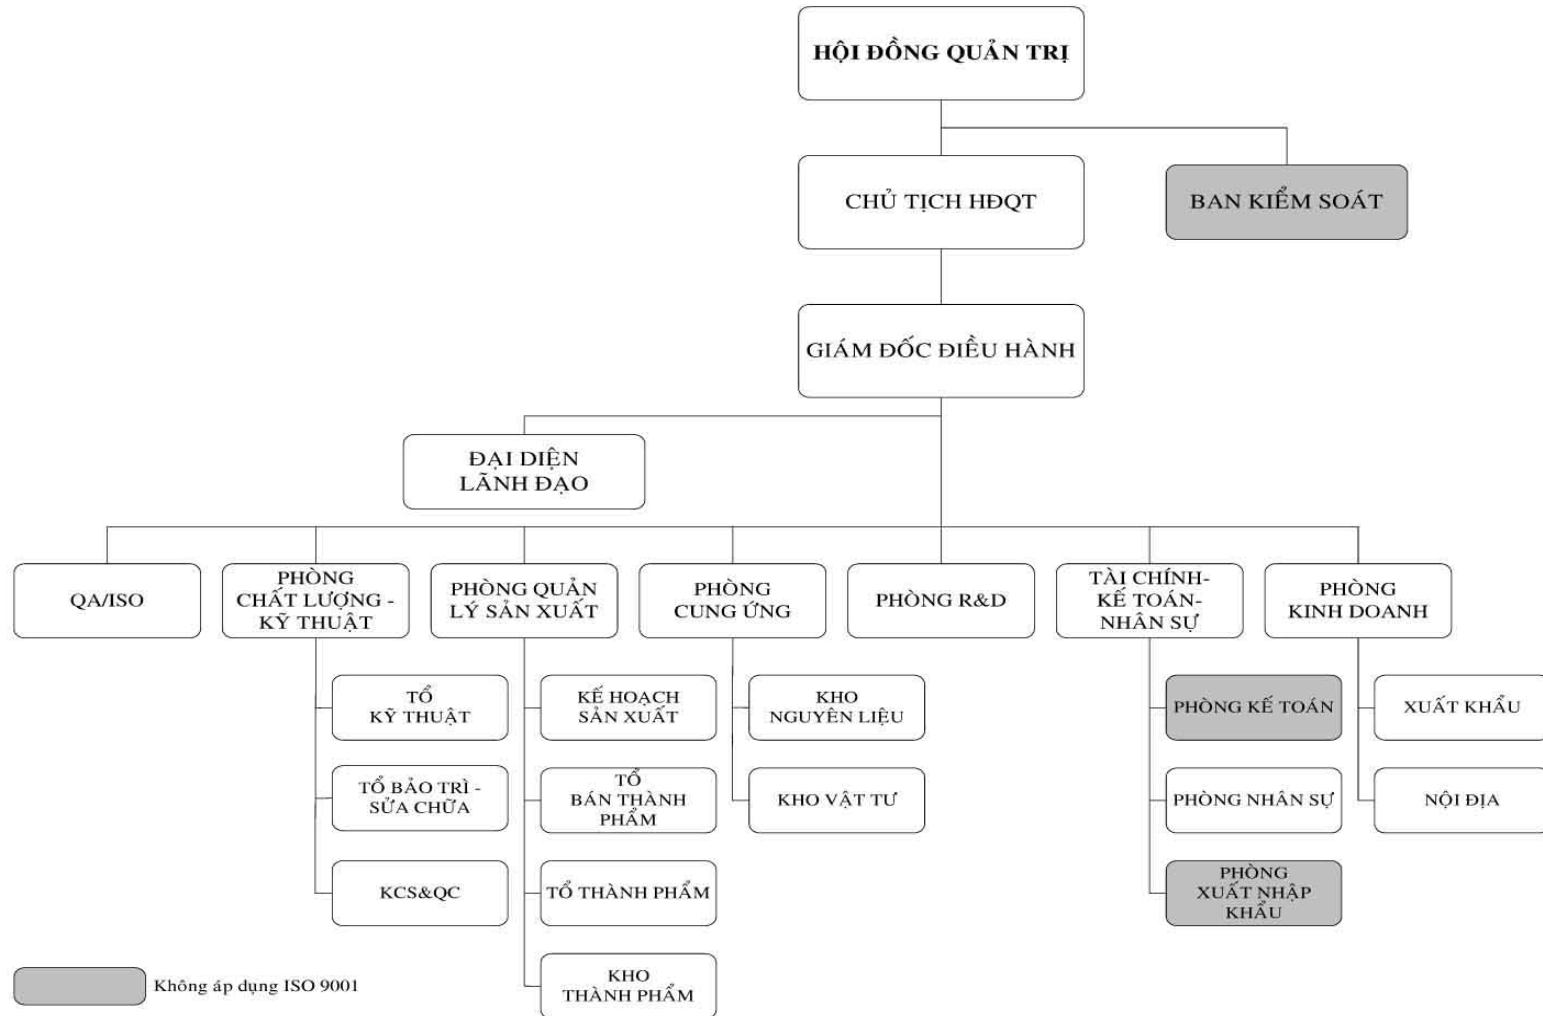 HỘI ĐỒNG QUẢN TRỊ
CHỦ TỊCH HĐQT
BAN KIỂM SOÁT
GIÁM ĐỐC ĐIỀU HÀNH
ĐẠI DIỆN
LÃNH ĐẠO
QA/ISO
PHÒNG
CHẤT LƯỢNG -
KỸ THUẬT
PHÒNG QUẢN
LÝ SẢN XUẤT
PHÒNG
CUNG ỨNG
PHÒNG R&D
TÀI CHÍNH-
KẾ TOÁN-
NHÂN SỰ
PHÒNG
KINH DOANH
TỔ
KỸ THUẬT
KẾ HOẠCH
SẢN XUẤT
KHO
NGUYÊN LIỆU
PHÒNG KẾ TOÁN
XUẤT KHẨU
TỔ BẢO TRÌ -
SỬA CHỮA
TỔ
BÁN THÀNH
PHẨM
KHO VẬT TƯ
PHÒNG NHÂN SỰ
NỘI ĐỊA
KCS&QC
TỔ THÀNH PHẨM
PHÒNG
XUẤT NHẬP
KHẨU
KHO
THÀNH PHẨM
Không áp dụng ISO 9001